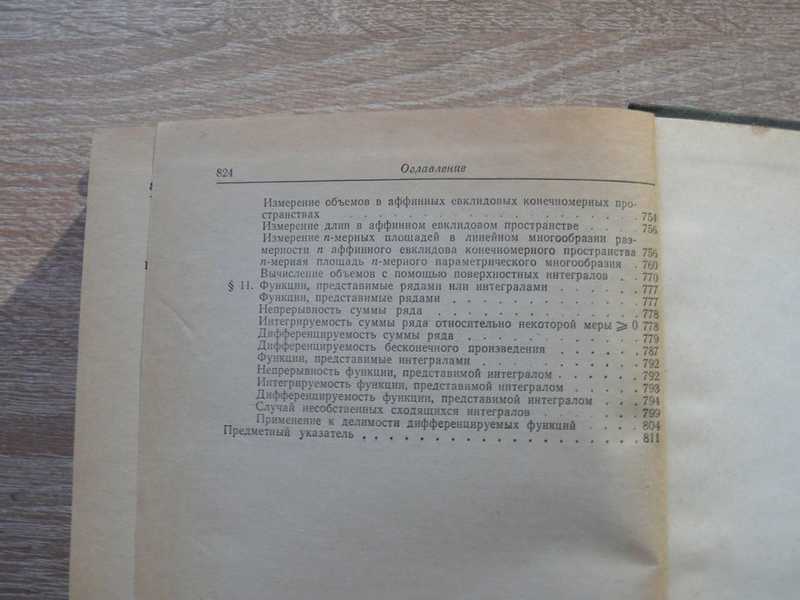 824 Оглавление
Измерение объемов в аффинных евклидовых конечномерных про-
странствах . . . . . . . . . . . . . . . . . . 754
Измерение длин в аффинном евклидовом пространстве . . . 756
Измерение n-мерных площадей в линейном многообразии раз-
мерности n аффинного евклидова конечномерного пространства 756
n-мерная площадь n-мерного параметрического многообразия . 760
Вычисление объемов с помощью поверхностных интегралов . . 770
§ 11. Функции, представимые рядами или интегралами . . . . . 777
Функции, представимые рядами . . . . . . . . . . . 777
Непрерывность суммы ряда . . . . . . . . . . . . 778
Интегрируемость суммы ряда относительно некоторой меры ⩾ 0 778
Дифференцируемость суммы ряда . . . . . . . . . . 779
Дифференцируемость бесконечного произведения . . . . . . 787
Функции, представимые интегралами . . . . . . . . . 792
Непрерывность функции, представимой интегралом . . . . . 792
Интегрируемость функции, представимой интегралом . . . . 793
Дифференцируемость функции, представимой интегралом . . . 794
Случай несобственных сходящихся интегралов . . . . . . 799
Применение к делимости дифференцируемых функций . . . . 804
Предметный указатель . . . . . . . . . . . . . . . . . . 811